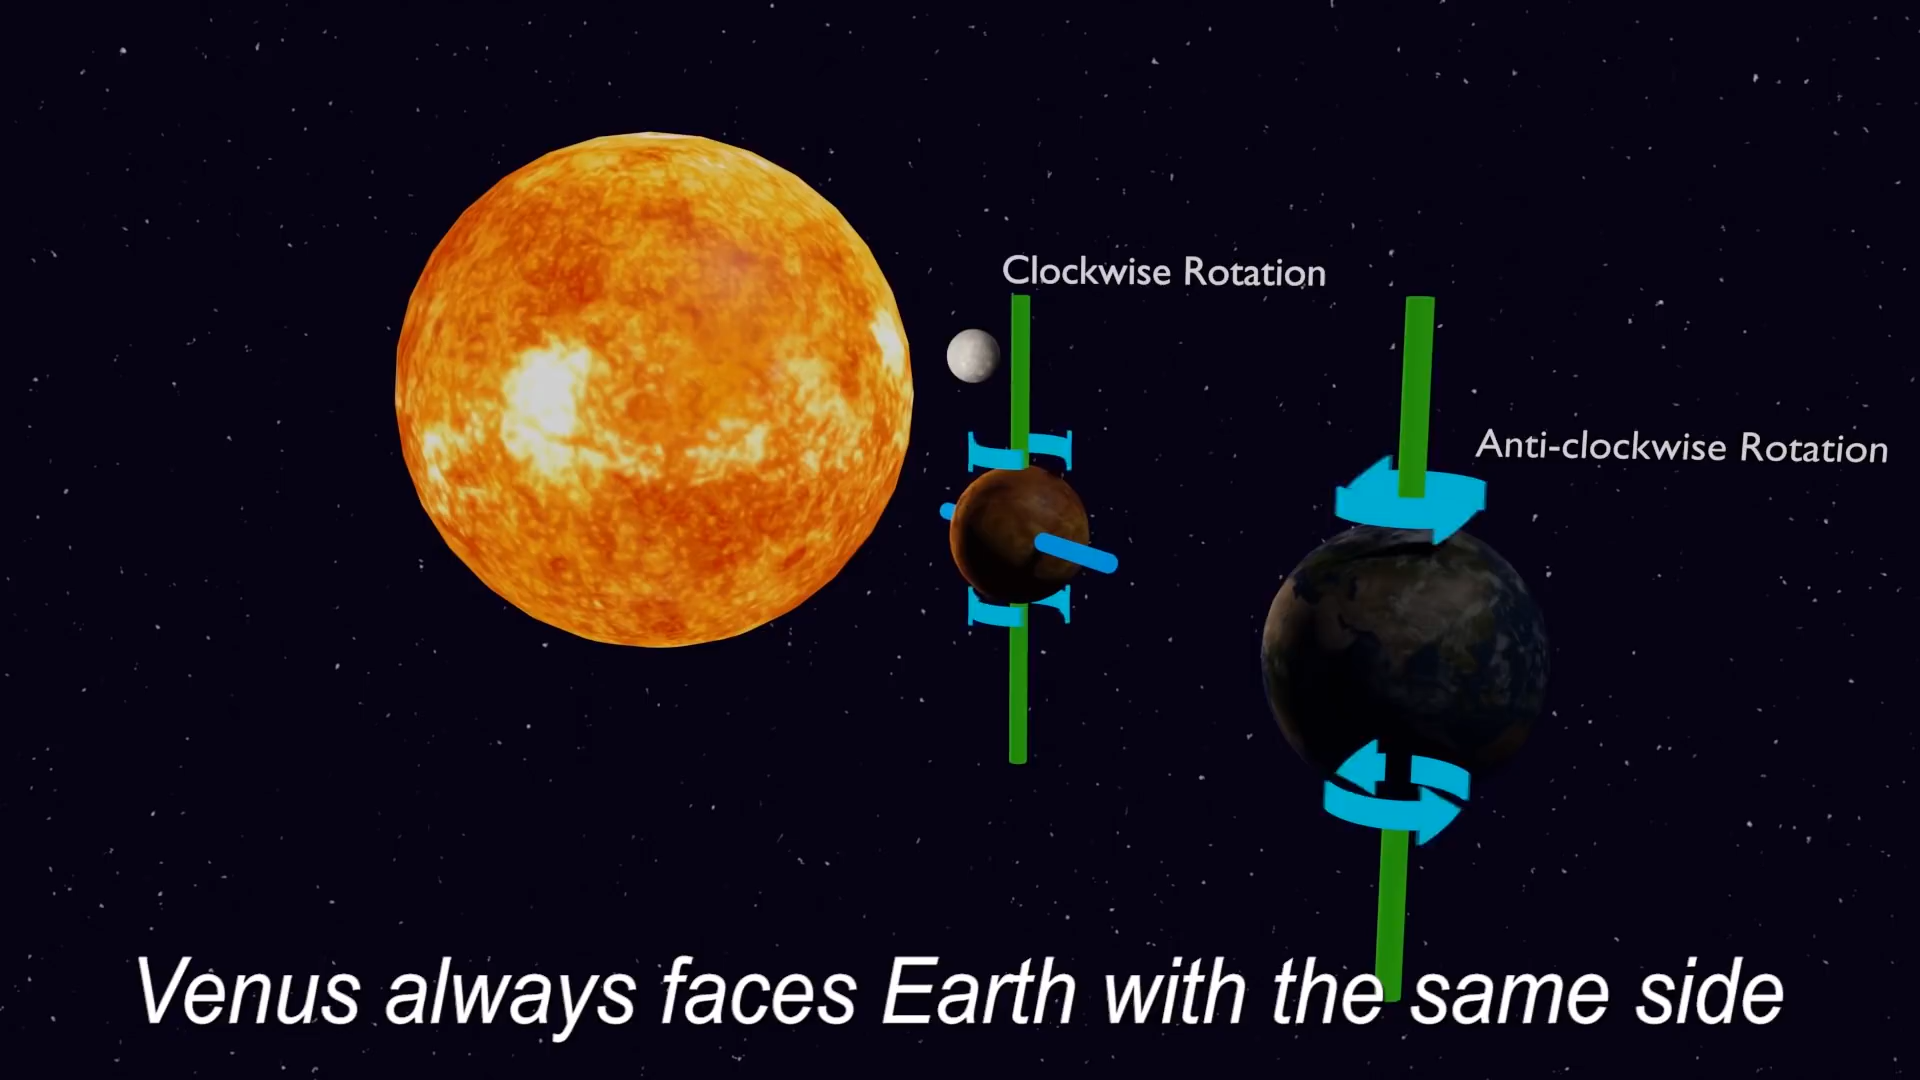 Clockwise Rotation
Anti-clockwise Rotation
Venus always faces Earth with the same side